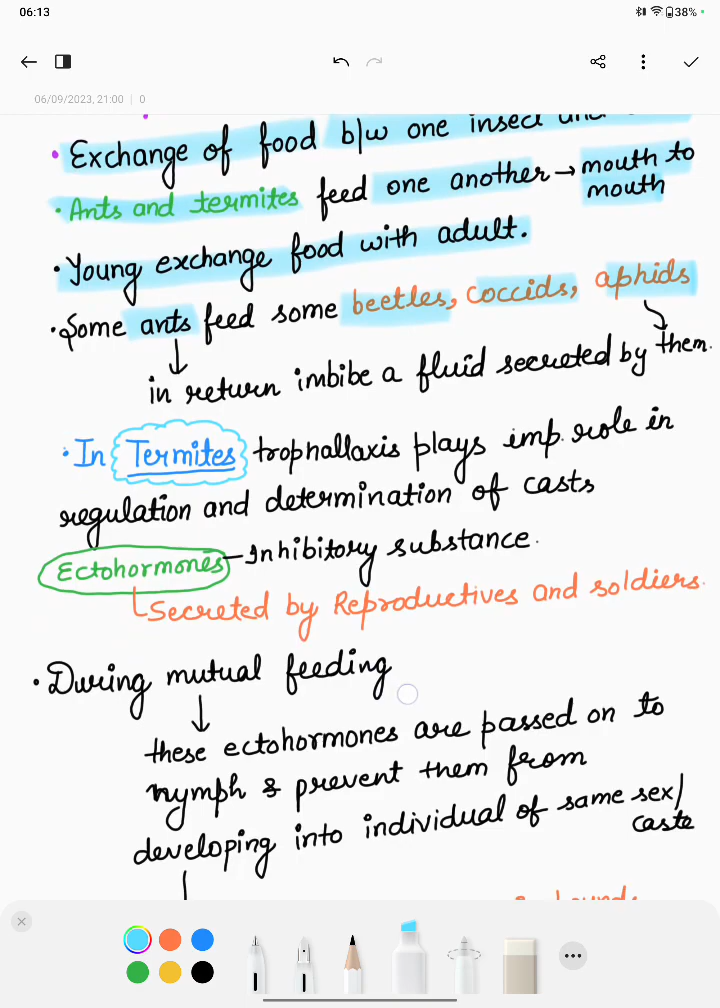 06:13
38%
06/09/2023, 21:00 | 0
• Exchange of food b/w one insect and
• Ants and termites feed one another → mouth to
mouth
• Young exchange food with adult.
• Some ants feed some beetles, coccids, aphids
in return imbibe a fluid secreted by them.
• In Termites trophallaxis plays imp. role in
regulation and determination of casts
Ectohormones – Inhibitory substance.
Secreted by Reproductives and soldiers.
• During mutual feeding
these ectohormones are passed on to
nymph & prevent them from
developing into individual of same sex/
caste